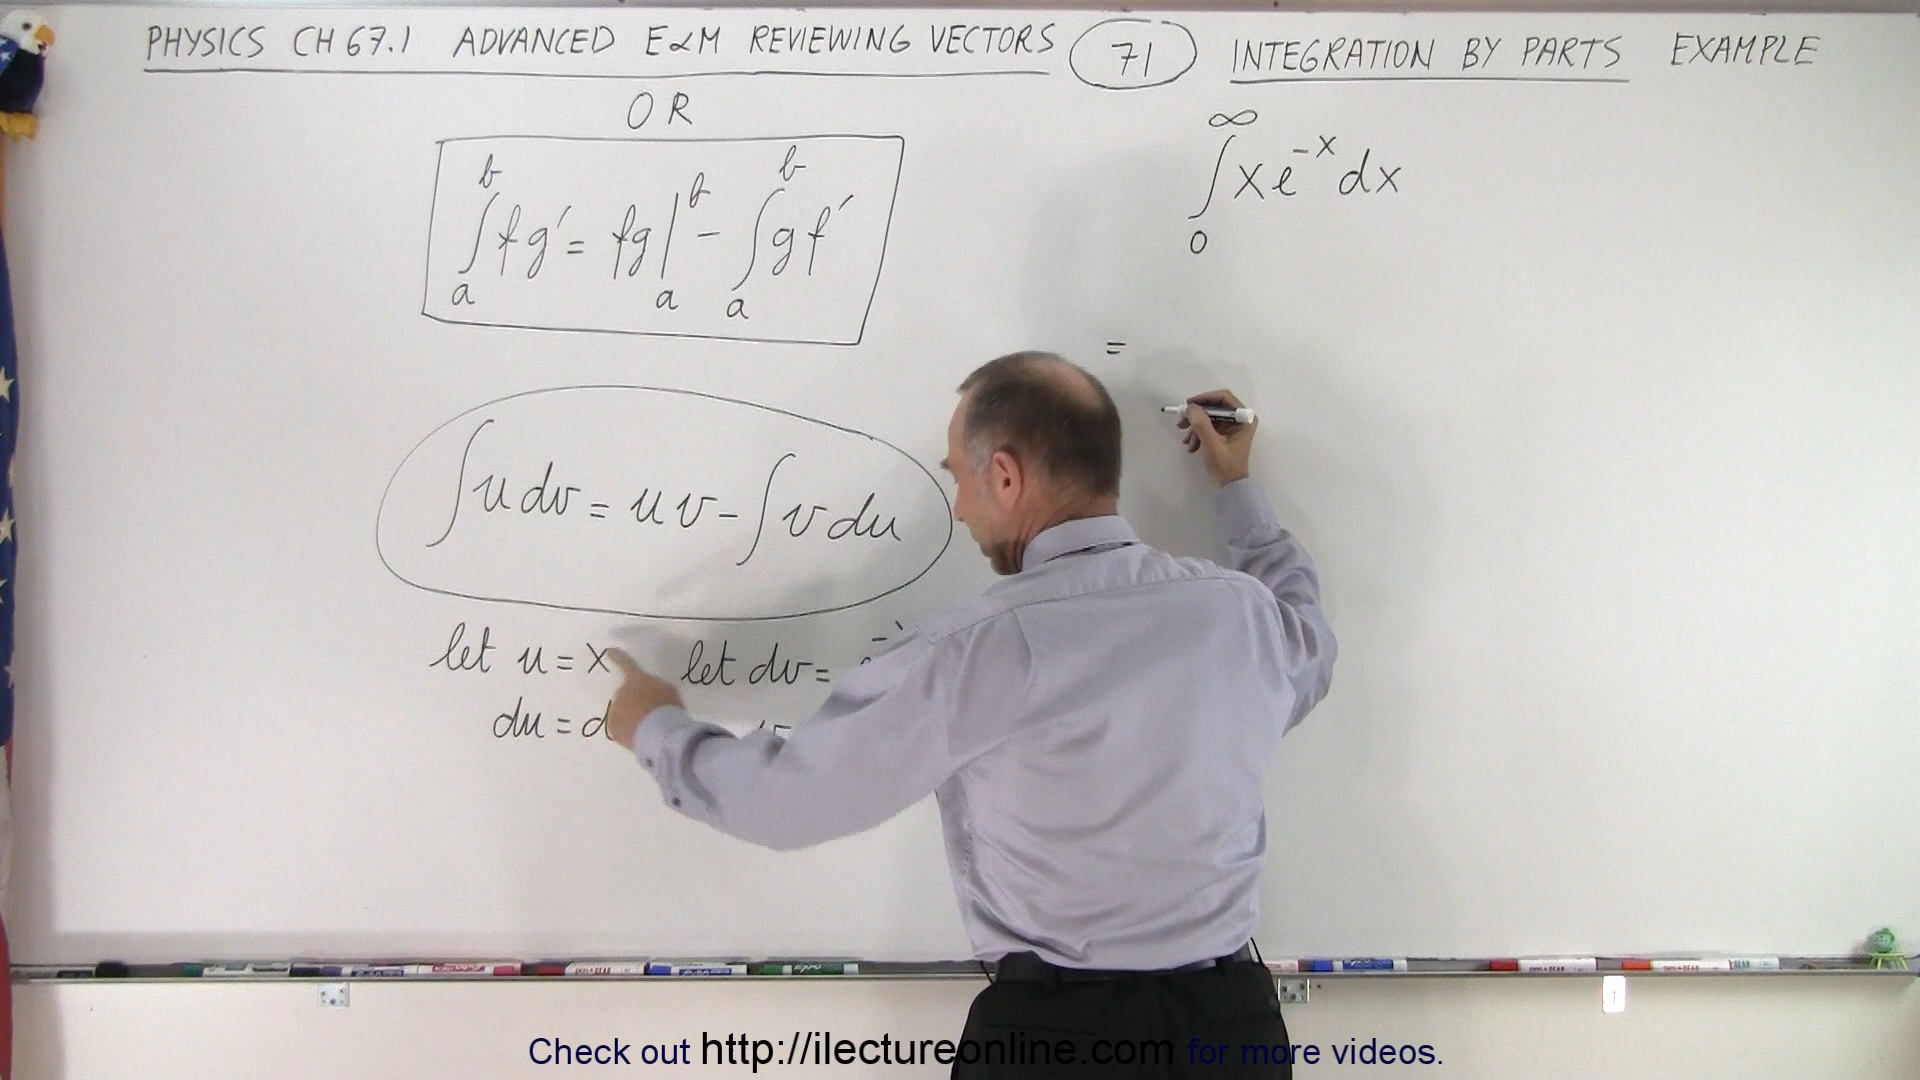 PHYSICS CH 67.1 ADVANCED E&M REVIEWING VECTORS 71 INTEGRATION BY PARTS EXAMPLE
OR
∫ₐᵇ fg′ = fg|ₐᵇ − ∫ₐᵇ gf′
∫₀^∞ x e^{-x} dx
=
∫ u dv = uv − ∫ v du
let u = x let dv =
du =
Check out http://ilectureonline.com for more videos.